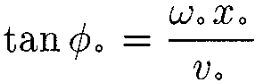 tan ϕ₀ = ω₀x₀ / v₀